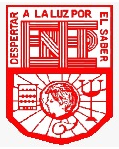 DESPERTAR A LA LUZ POR EL SABER
ENP